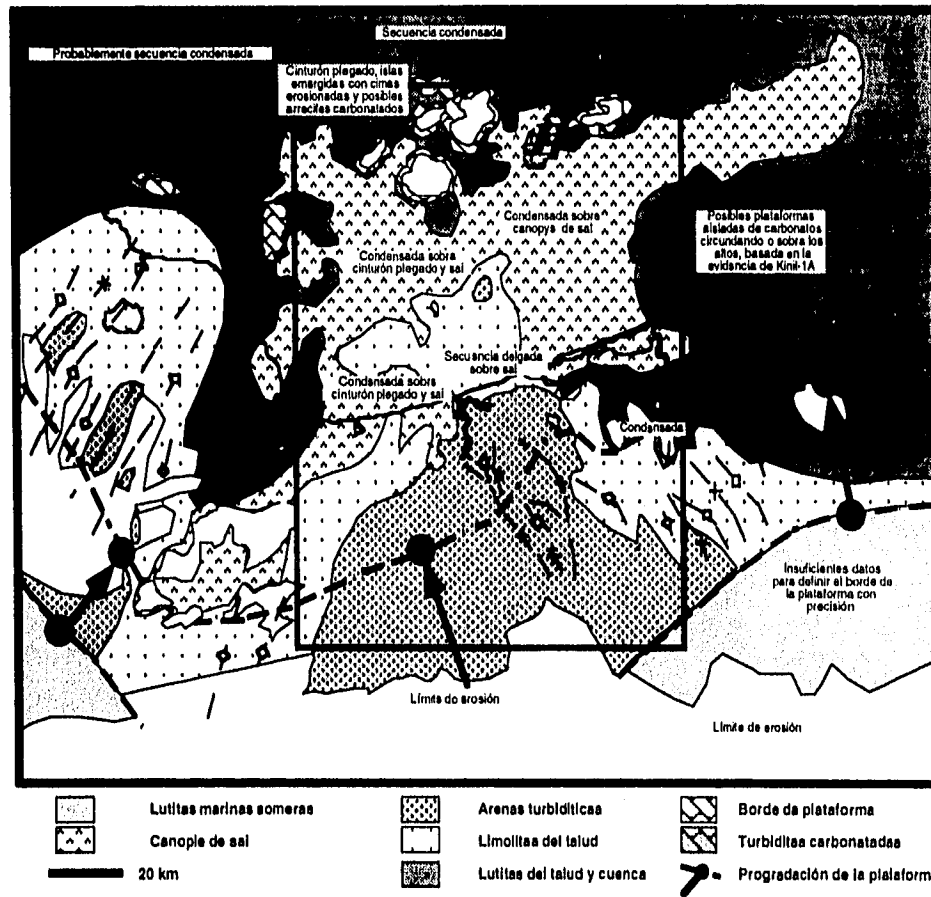 Secuencia condensada
Probablemente secuencia condensada
Cinturón plegado, islas
emergidas con cimas
erosionadas y posibles
arrecifes carbonatados
Condensada sobre
canopys de sal
Posibles plataformas
aisladas de carbonatos
circundando o sobre los
altos, basada en la
evidencia de Kinil-1A
Condensada sobra
cinturón plegado y sal
Secuencia delgada
sobre sal
Condensada sobre
cinturón plegado y sal
Condensada
Insuficientes datos
para definir el borde de
la plataforma con
precisión
Límite de erosión
Límite de erosión
Lutitas marinas someras
Arenas turbidíticas
Borde da plataforma
Canople de sal
Limolitas del talud
Turbiditas carbonatadas
20 km
Lutitas del talud y cuenca
Progradación de la plataform